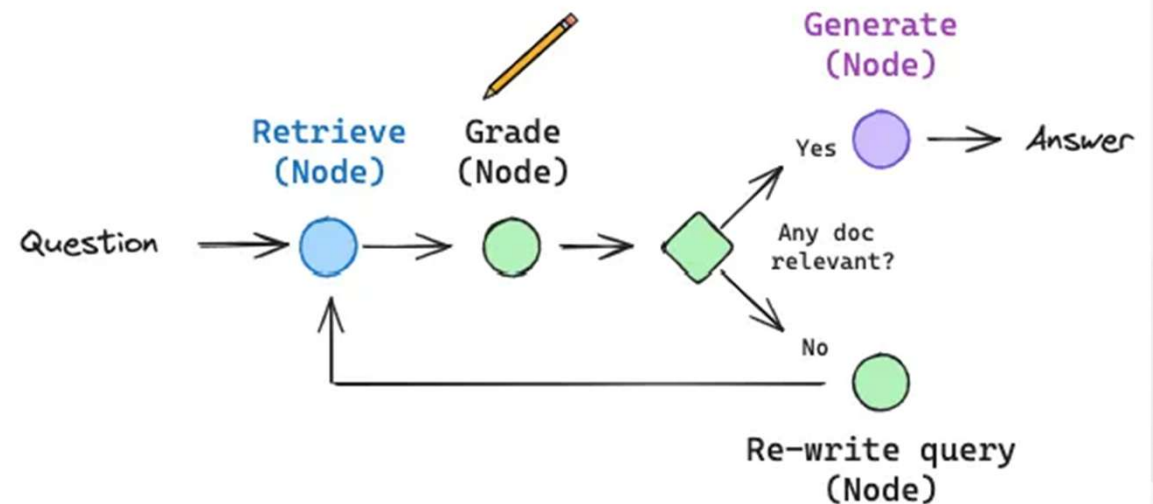 Generate
(Node)
Retrieve
(Node)
Grade
(Node)
Yes
Answer
Question
Any doc
relevant?
No
Re-write query
(Node)